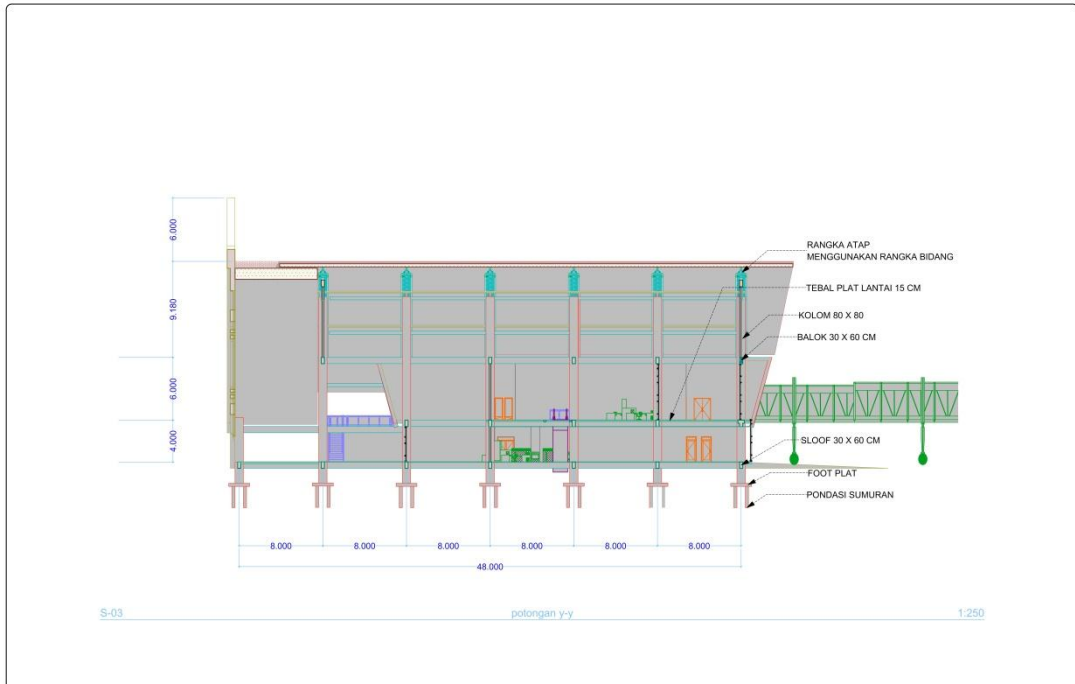 6.000
9.180
6.000
4.000
RANGKA ATAP
MENGGUNAKAN RANGKA BIDANG
TEBAL PLAT LANTAI 15 CM
KOLOM 80 X 80
BALOK 30 X 60 CM
SLOOF 30 X 60 CM
FOOT PLAT
PONDASI SUMURAN
8.000 8.000 8.000 8.000 8.000 8.000
48.000
S-03 potongan y-y 1:250